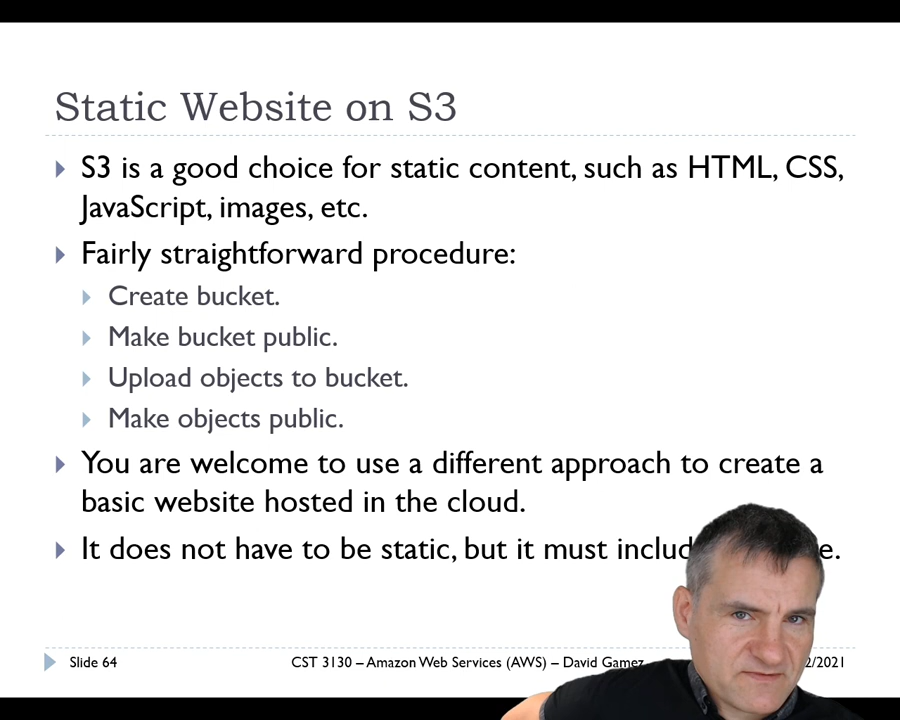 Static Website on S3
S3 is a good choice for static content, such as HTML, CSS,
JavaScript, images, etc.
Fairly straightforward procedure:
Create bucket.
Make bucket public.
Upload objects to bucket.
Make objects public.
You are welcome to use a different approach to create a
basic website hosted in the cloud.
It does not have to be static, but it must
Slide 64
CST 3130 – Amazon Web Services (AWS) – David Gamez